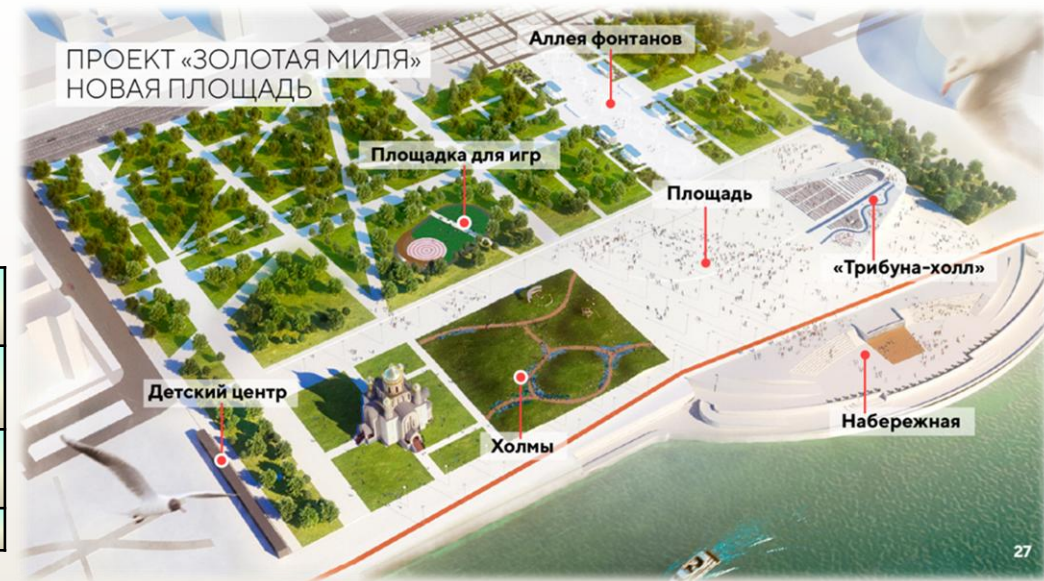 ПРОЕКТ «ЗОЛОТАЯ МИЛЯ»
НОВАЯ ПЛОЩАДЬ
Аллея фонтанов
Площадка для игр
Площадь
«Трибуна-холл»
Детский центр
Холмы
Набережная
27